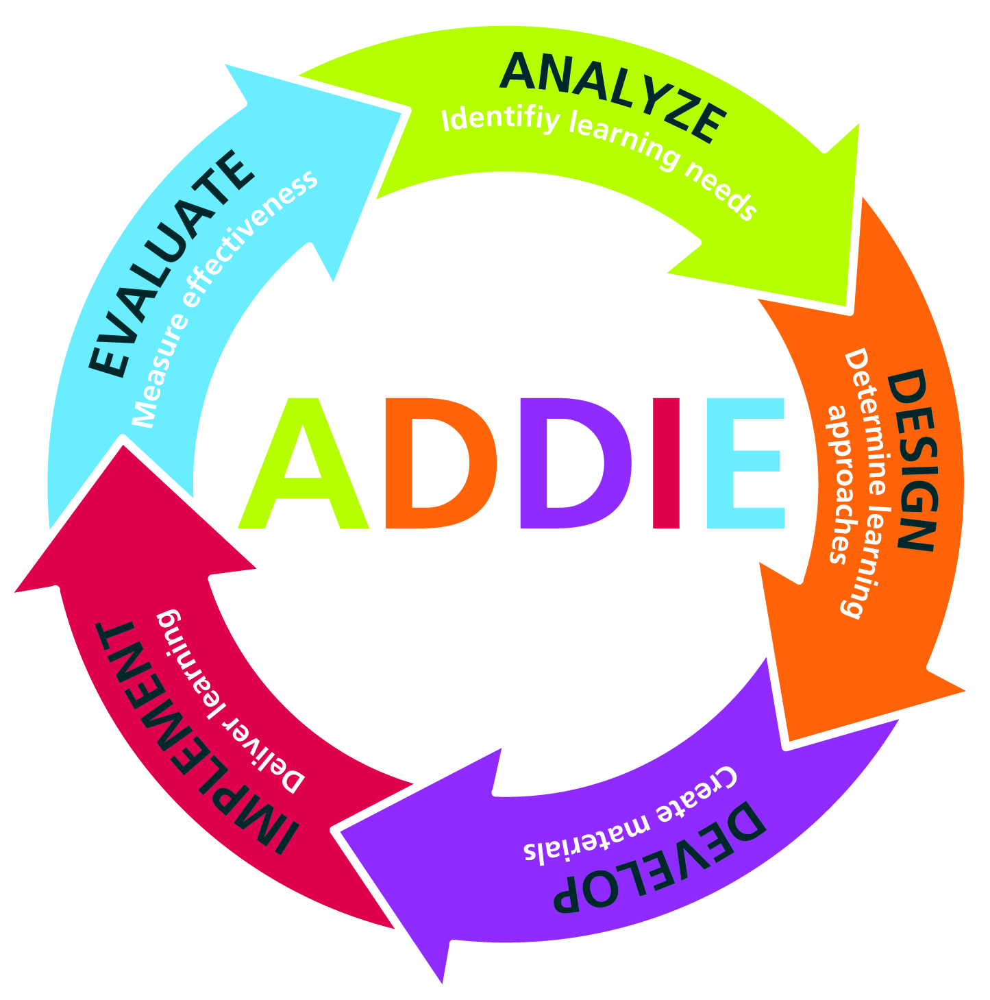 ANALYZE
Identifiy learning needs
DESIGN
Determine learning
approaches
DEVELOP
Create materials
IMPLEMENT
Deliver learning
EVALUATE
Measure effectiveness
ADDIE